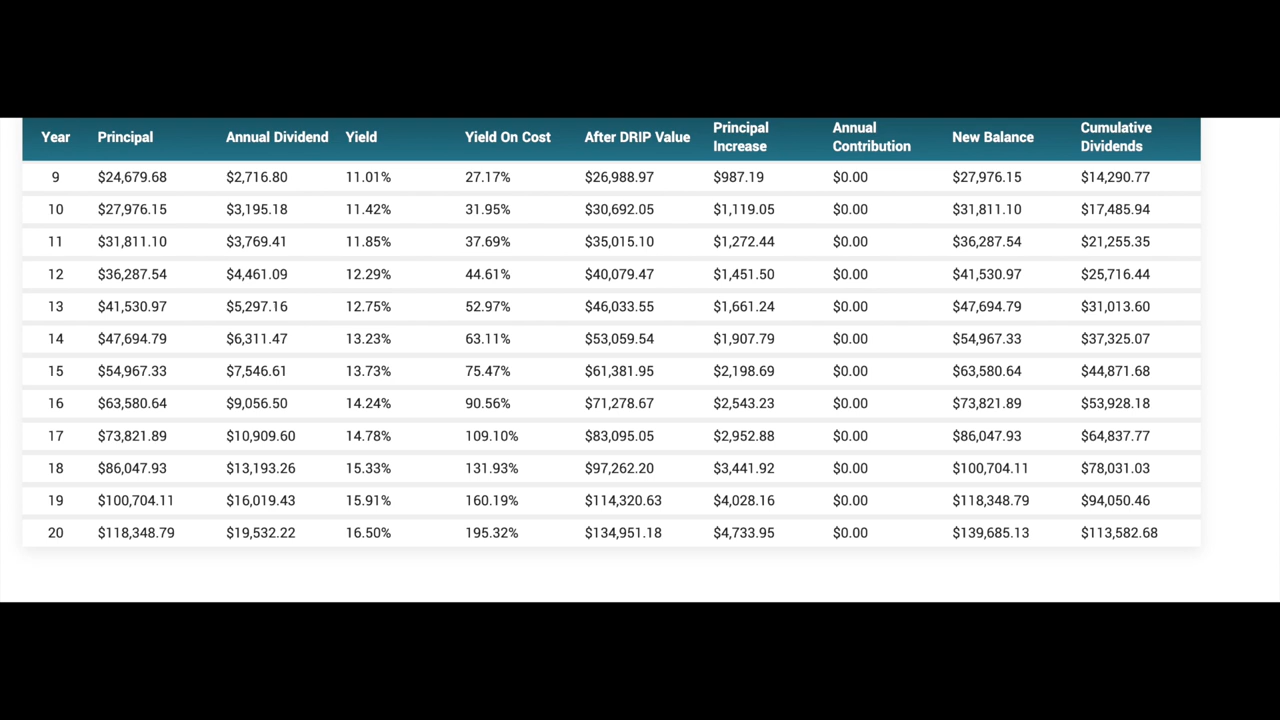 Year Principal Annual Dividend Yield Yield On Cost After DRIP Value Principal Increase Annual Contribution New Balance Cumulative Dividends
9 $24,679.68 $2,716.80 11.01% 27.17% $26,988.97 $987.19 $0.00 $27,976.15 $14,290.77
10 $27,976.15 $3,195.18 11.42% 31.95% $30,692.05 $1,119.05 $0.00 $31,811.10 $17,485.94
11 $31,811.10 $3,769.41 11.85% 37.69% $35,015.10 $1,272.44 $0.00 $36,287.54 $21,255.35
12 $36,287.54 $4,461.09 12.29% 44.61% $40,079.47 $1,451.50 $0.00 $41,530.97 $25,716.44
13 $41,530.97 $5,297.16 12.75% 52.97% $46,033.55 $1,661.24 $0.00 $47,694.79 $31,013.60
14 $47,694.79 $6,311.47 13.23% 63.11% $53,059.54 $1,907.79 $0.00 $54,967.33 $37,325.07
15 $54,967.33 $7,546.61 13.73% 75.47% $61,381.95 $2,198.69 $0.00 $63,580.64 $44,871.68
16 $63,580.64 $9,056.50 14.24% 90.56% $71,278.67 $2,543.23 $0.00 $73,821.89 $53,928.18
17 $73,821.89 $10,909.60 14.78% 109.10% $83,095.05 $2,952.88 $0.00 $86,047.93 $64,837.77
18 $86,047.93 $13,193.26 15.33% 131.93% $97,262.20 $3,441.92 $0.00 $100,704.11 $78,031.03
19 $100,704.11 $16,019.43 15.91% 160.19% $114,320.63 $4,028.16 $0.00 $118,348.79 $94,050.46
20 $118,348.79 $19,532.22 16.50% 195.32% $134,951.18 $4,733.95 $0.00 $139,685.13 $113,582.68